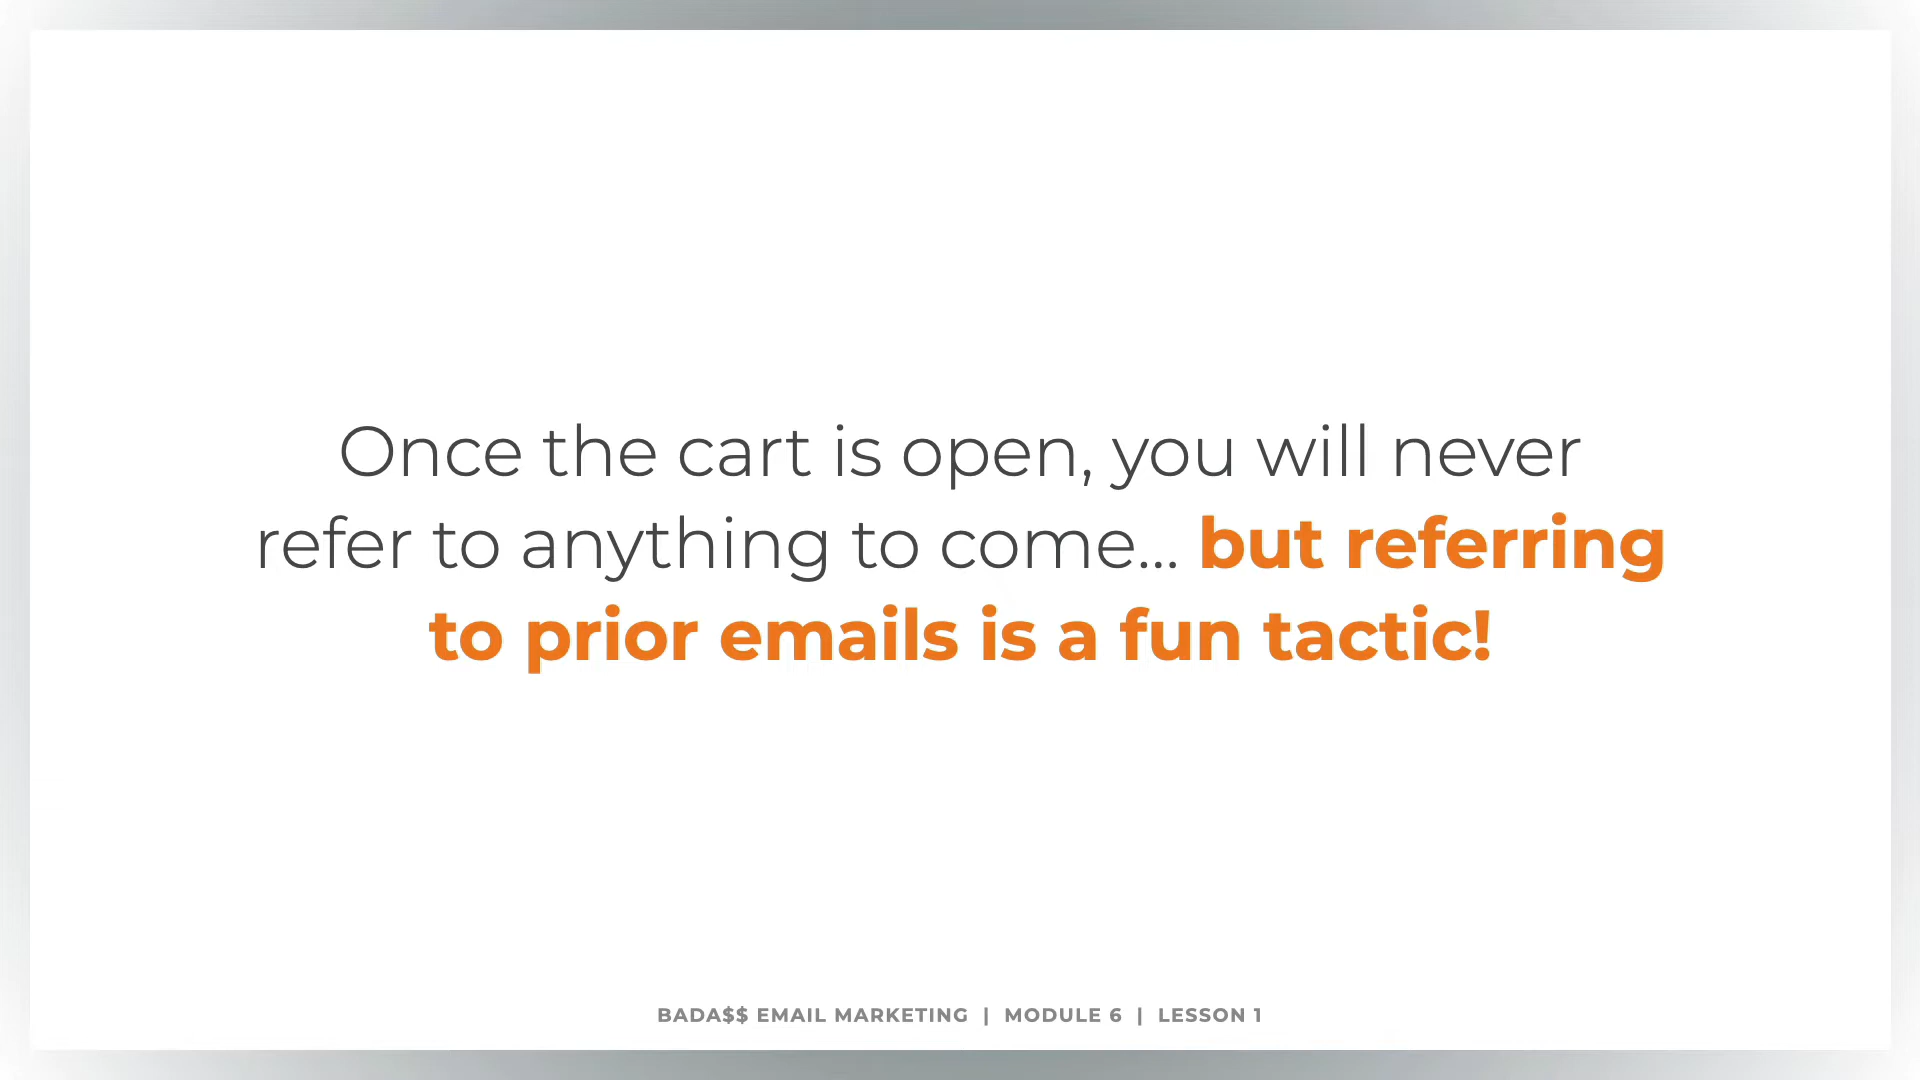 Once the cart is open, you will never
refer to anything to come... but referring
to prior emails is a fun tactic!
BADA$$ EMAIL MARKETING | MODULE 6 | LESSON 1